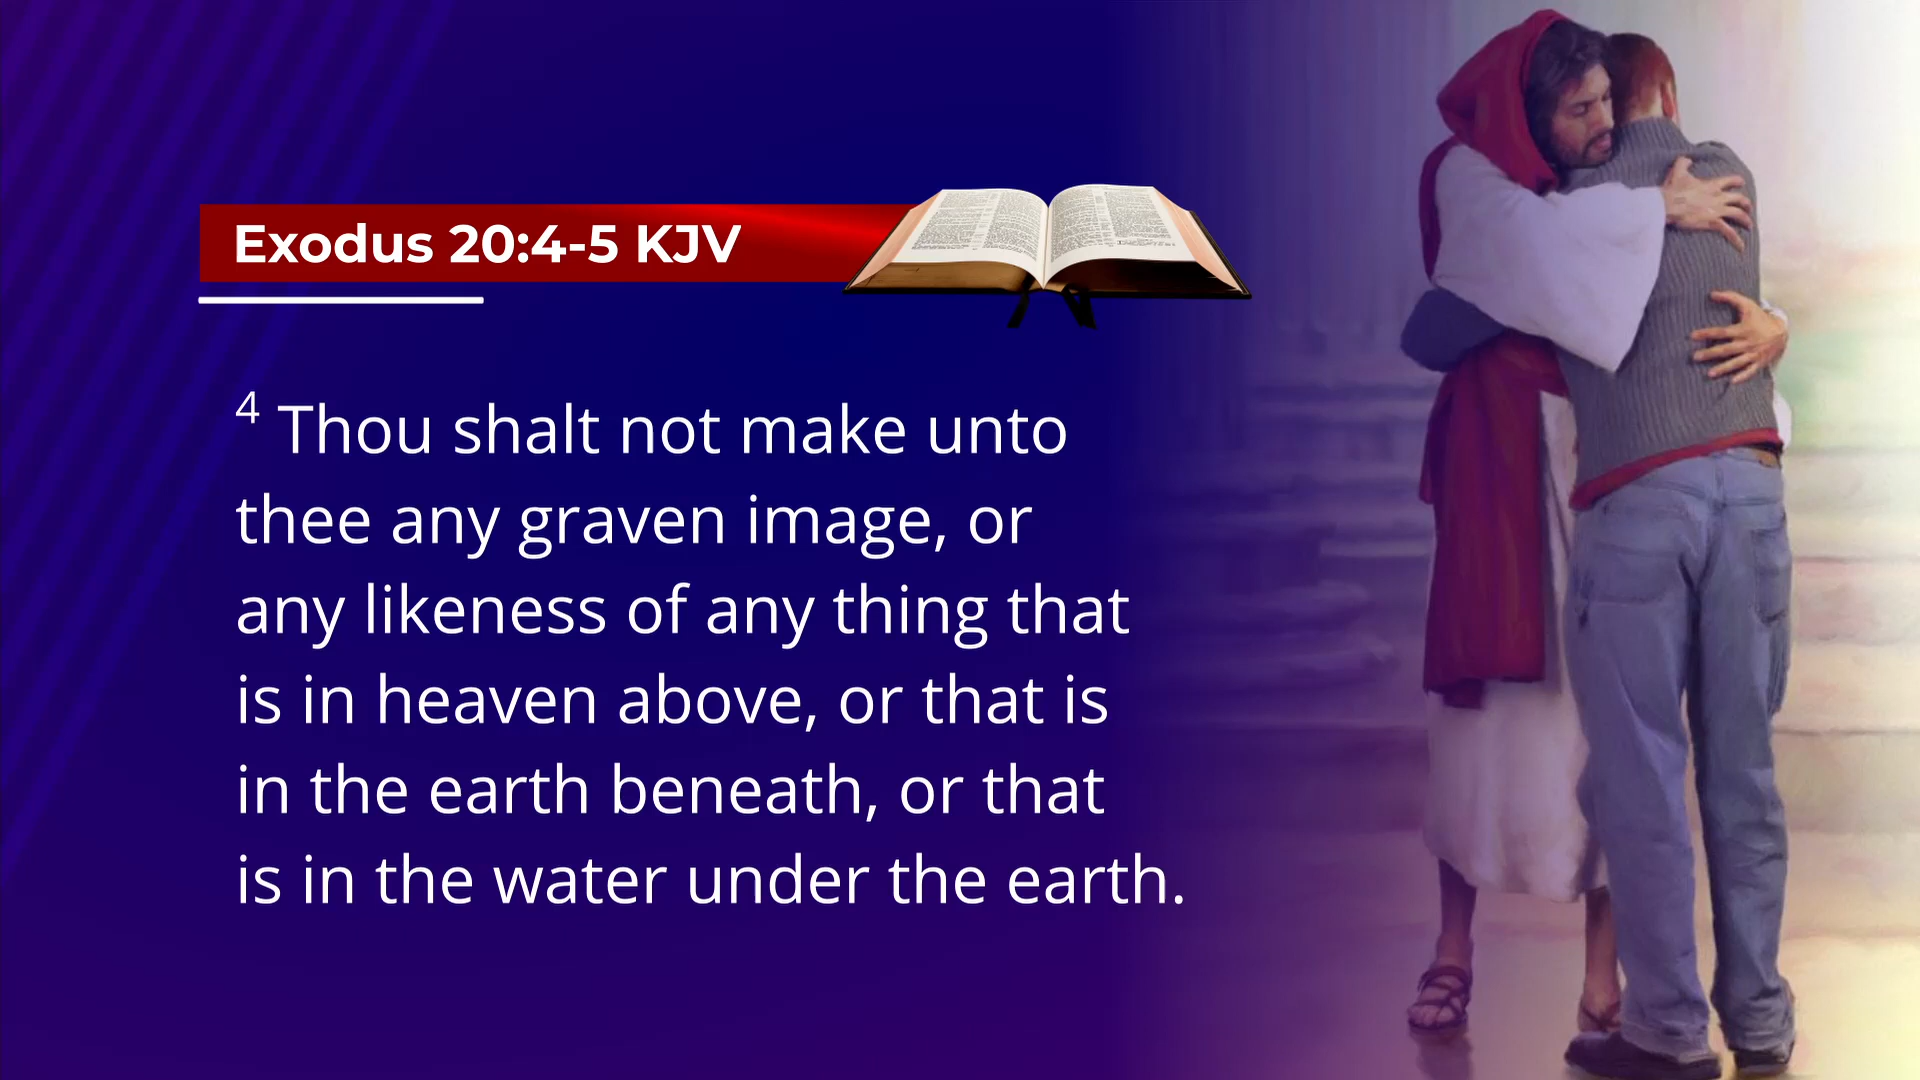 Exodus 20:4-5 KJV
4 Thou shalt not make unto
thee any graven image, or
any likeness of any thing that
is in heaven above, or that is
in the earth beneath, or that
is in the water under the earth.